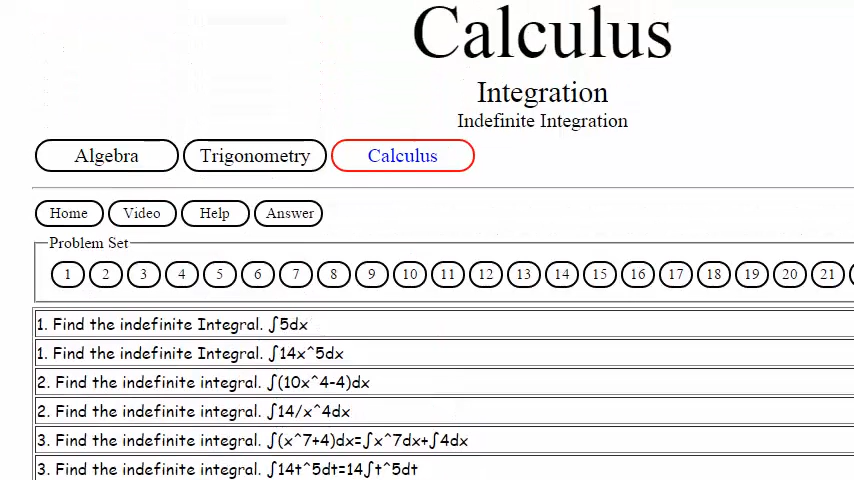 Calculus
Integration
Indefinite Integration
Algebra Trigonometry Calculus
Home Video Help Answer
Problem Set
1 2 3 4 5 6 7 8 9 10 11 12 13 14 15 16 17 18 19 20 21
1. Find the indefinite Integral. ∫5dx
1. Find the indefinite Integral. ∫14x^5dx
2. Find the indefinite integral. ∫(10x^4-4)dx
2. Find the indefinite integral. ∫14/x^4dx
3. Find the indefinite integral. ∫(x^7+4)dx=∫x^7dx+∫4dx
3. Find the indefinite integral. ∫14t^5dt=14∫t^5dt